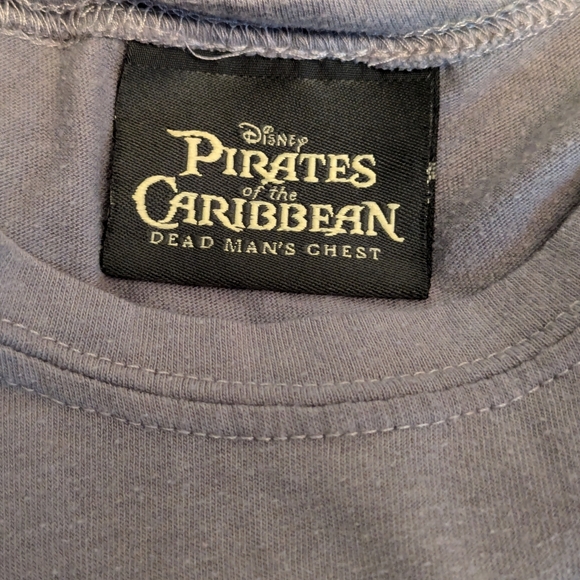 Disney
PIRATES
of the
CARIBBEAN
DEAD MAN'S CHEST